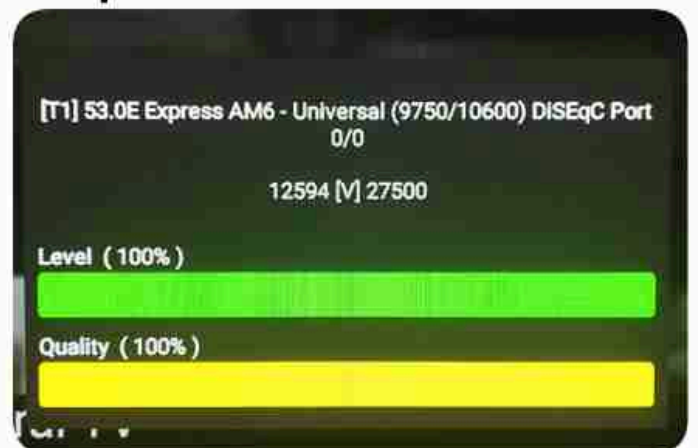 [T1] 53.0E Express AM6 - Universal (9750/10600) DiSEqC Port
0/0
12594 [V] 27500
Level ( 100% )
Quality ( 100% )